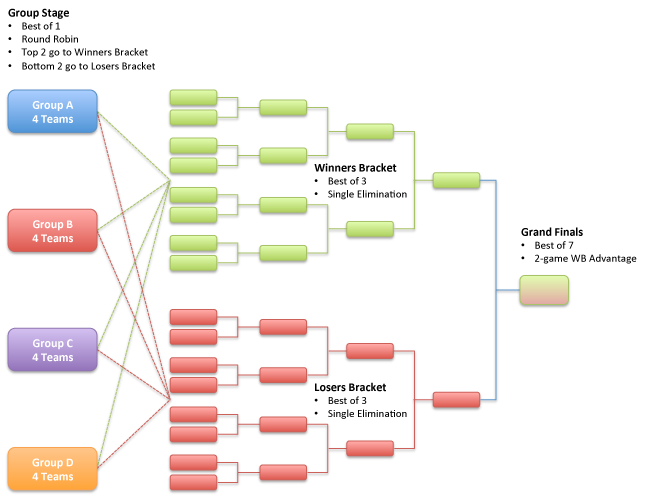 Group Stage
• Best of 1
• Round Robin
• Top 2 go to Winners Bracket
• Bottom 2 go to Losers Bracket
Group A
4 Teams
Group B
4 Teams
Group C
4 Teams
Group D
4 Teams
Winners Bracket
• Best of 3
• Single Elimination
Losers Bracket
• Best of 3
• Single Elimination
Grand Finals
• Best of 7
• 2-game WB Advantage